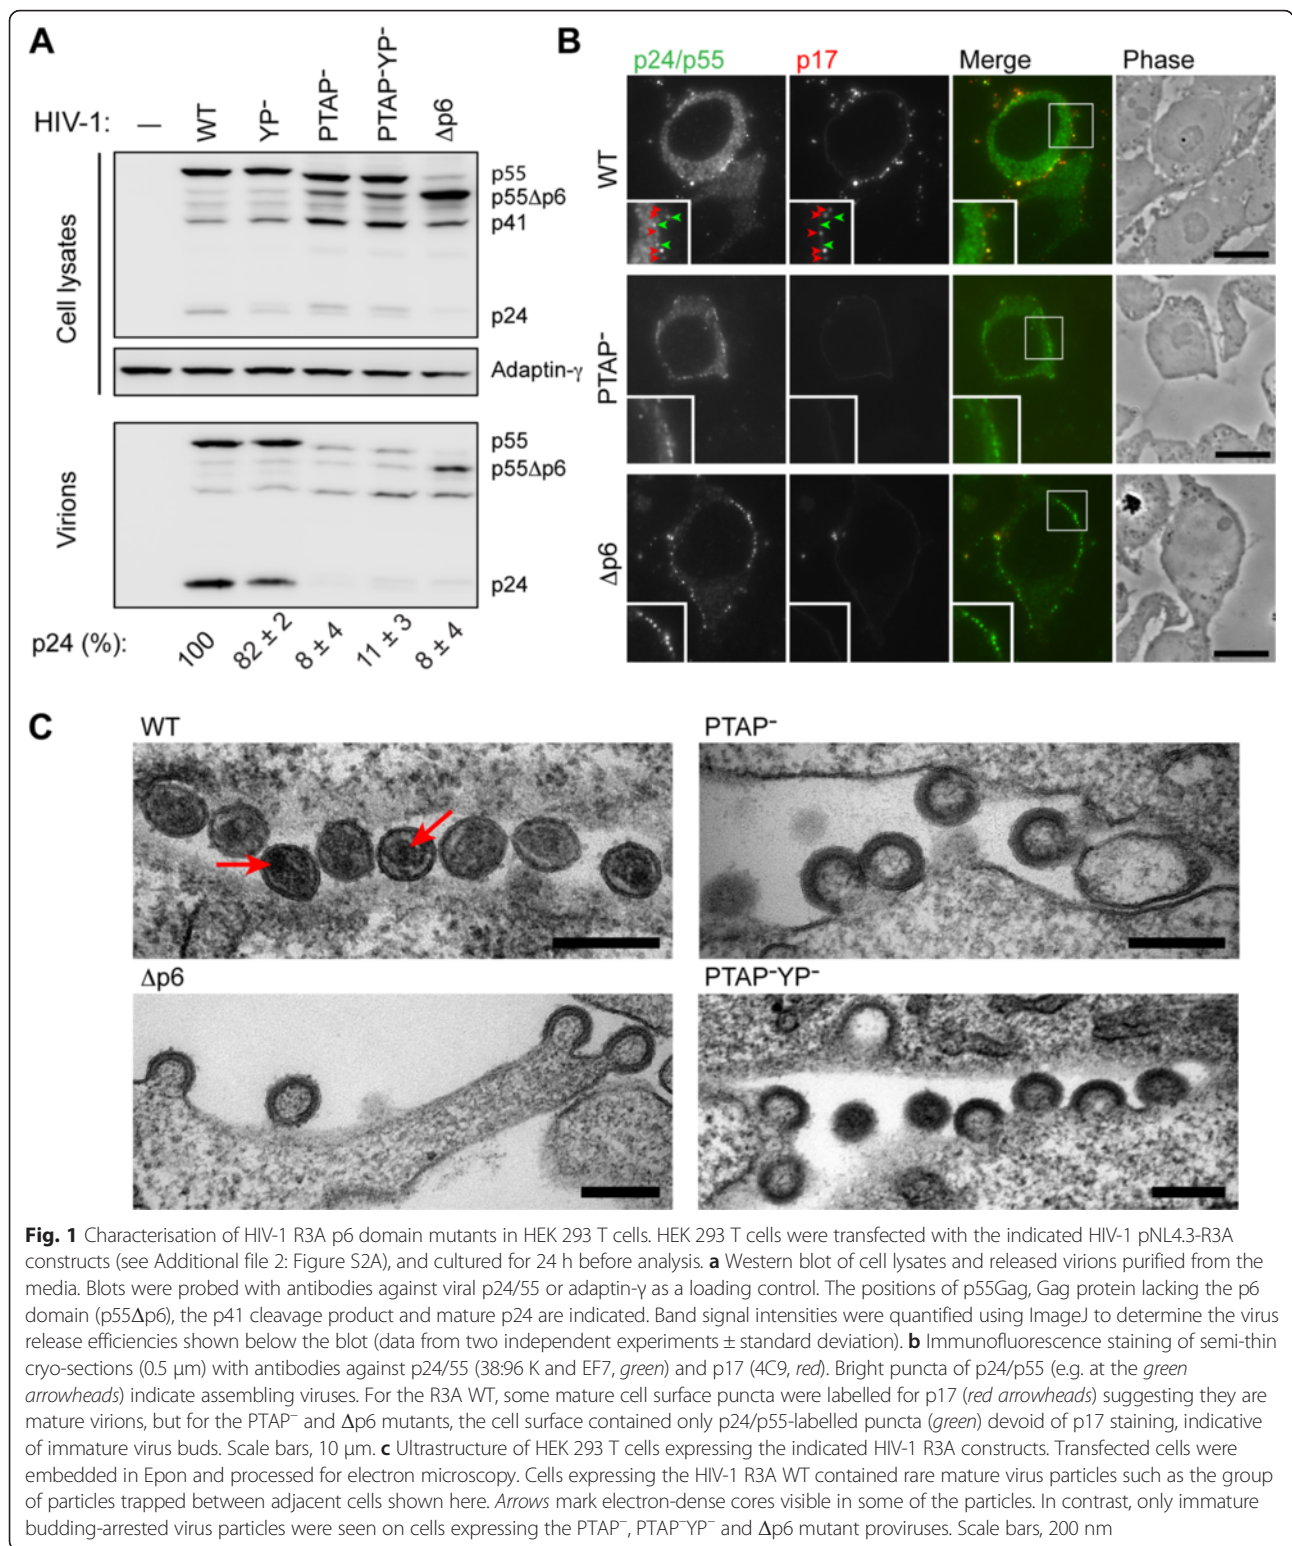 A
HIV-1: — WT YP⁻ PTAP⁻ PTAP⁻YP⁻ Δp6
Cell lysates
p55
p55Δp6
p41
p24
Adaptin-γ
Virions
p55
p55Δp6
p24
p24 (%): 100 82 ± 2 8 ± 4 11 ± 3 8 ± 4
B
p24/p55 p17 Merge Phase
WT
PTAP⁻
Δp6
C
WT
PTAP⁻
Δp6
PTAP⁻YP⁻
Fig. 1 Characterisation of HIV-1 R3A p6 domain mutants in HEK 293 T cells. HEK 293 T cells were transfected with the indicated HIV-1 pNL4.3-R3A
constructs (see Additional file 2: Figure S2A), and cultured for 24 h before analysis. a Western blot of cell lysates and released virions purified from the
media. Blots were probed with antibodies against viral p24/55 or adaptin-γ as a loading control. The positions of p55Gag, Gag protein lacking the p6
domain (p55Δp6), the p41 cleavage product and mature p24 are indicated. Band signal intensities were quantified using ImageJ to determine the virus
release efficiencies shown below the blot (data from two independent experiments ± standard deviation). b Immunofluorescence staining of semi-thin
cryo-sections (0.5 μm) with antibodies against p24/55 (38:96 K and EF7, green) and p17 (4C9, red). Bright puncta of p24/p55 (e.g. at the green
arrowheads) indicate assembling viruses. For the R3A WT, some mature cell surface puncta were labelled for p17 (red arrowheads) suggesting they are
mature virions, but for the PTAP⁻ and Δp6 mutants, the cell surface contained only p24/p55-labelled puncta (green) devoid of p17 staining, indicative
of immature virus buds. Scale bars, 10 μm. c Ultrastructure of HEK 293 T cells expressing the indicated HIV-1 R3A constructs. Transfected cells were
embedded in Epon and processed for electron microscopy. Cells expressing the HIV-1 R3A WT contained rare mature virus particles such as the group
of particles trapped between adjacent cells shown here. Arrows mark electron-dense cores visible in some of the particles. In contrast, only immature
budding-arrested virus particles were seen on cells expressing the PTAP⁻, PTAP⁻YP⁻ and Δp6 mutant proviruses. Scale bars, 200 nm